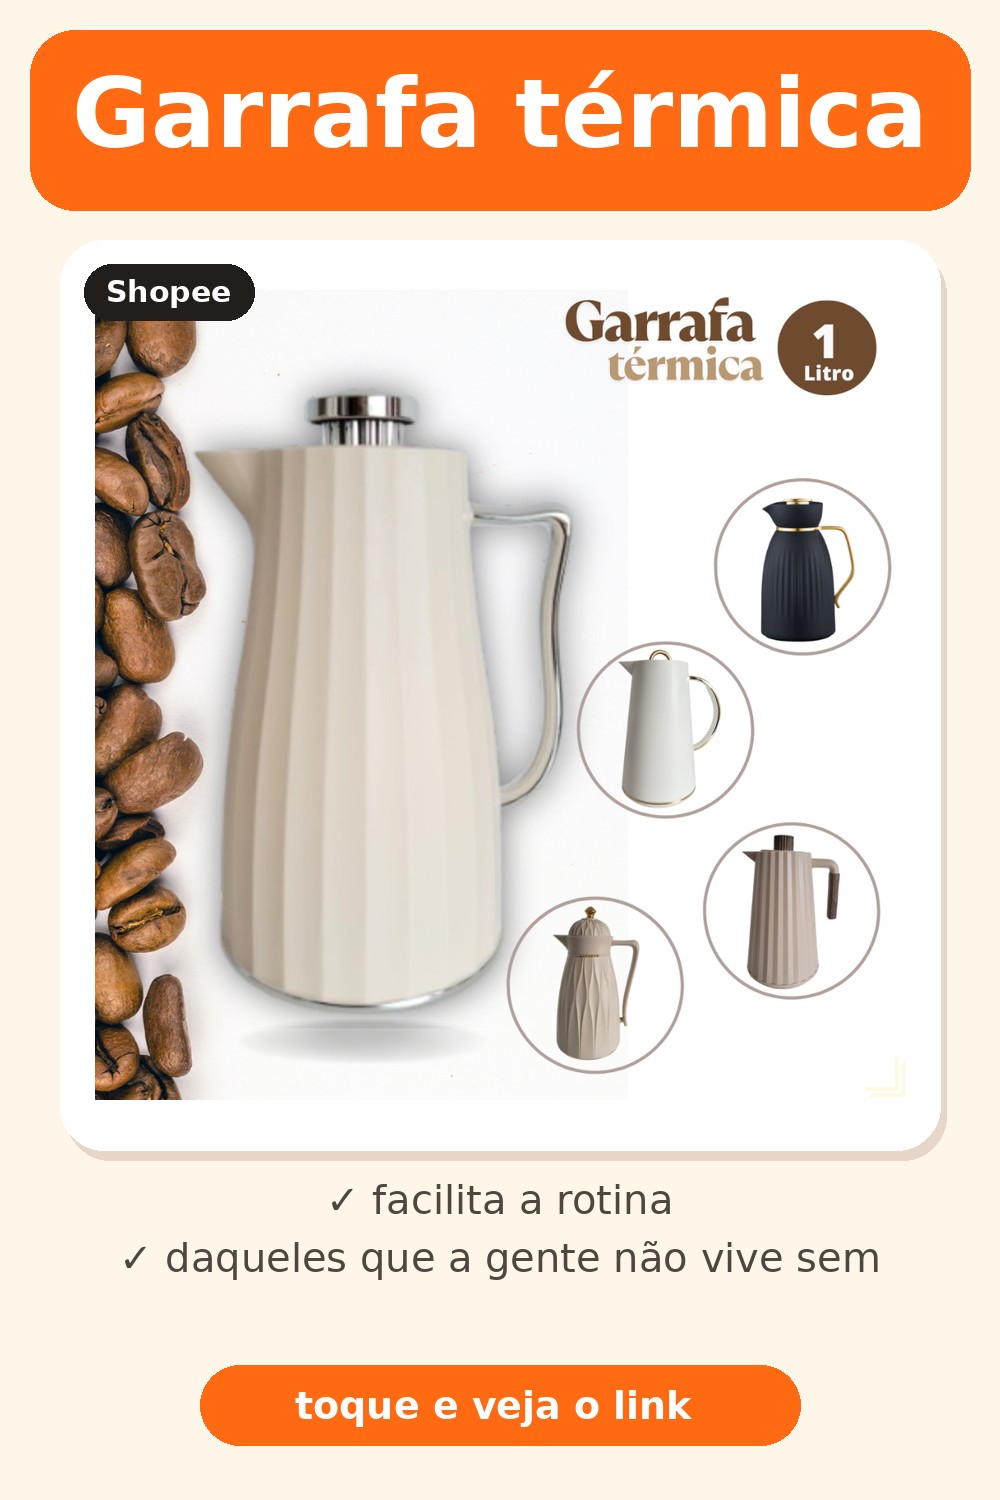 Garrafa térmica
Shopee
Garrafa
térmica
1
Litro
✓ facilita a rotina
✓ daqueles que a gente não vive sem
toque e veja o link